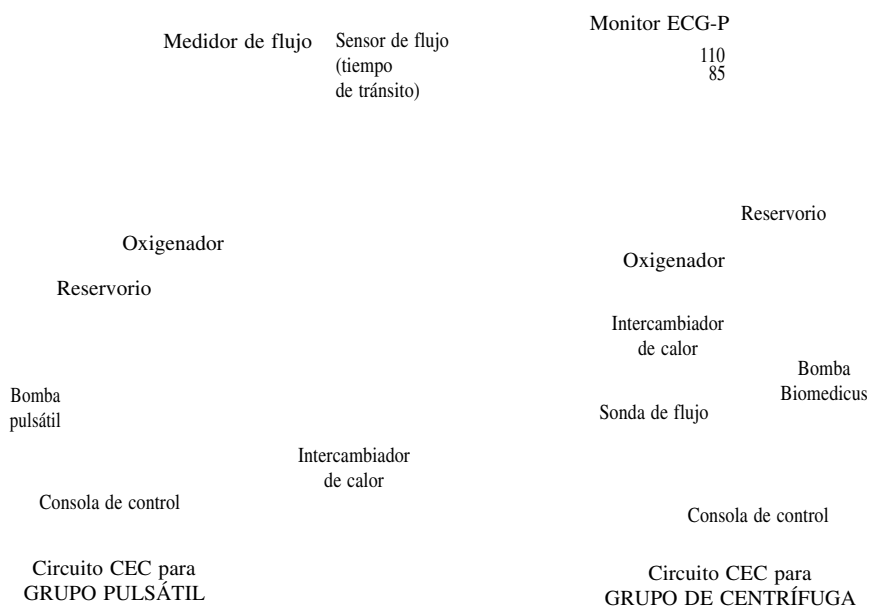 Monitor ECG-P
110
85
Medidor de flujo
Sensor de flujo
(tiempo
de tránsito)
Oxigenador
Reservorio
Bomba
pulsátil
Intercambiador
de calor
Consola de control
Circuito CEC para
GRUPO PULSÁTIL
Reservorio
Oxigenador
Intercambiador
de calor
Bomba
Biomedicus
Sonda de flujo
Consola de control
Circuito CEC para
GRUPO DE CENTRÍFUGA